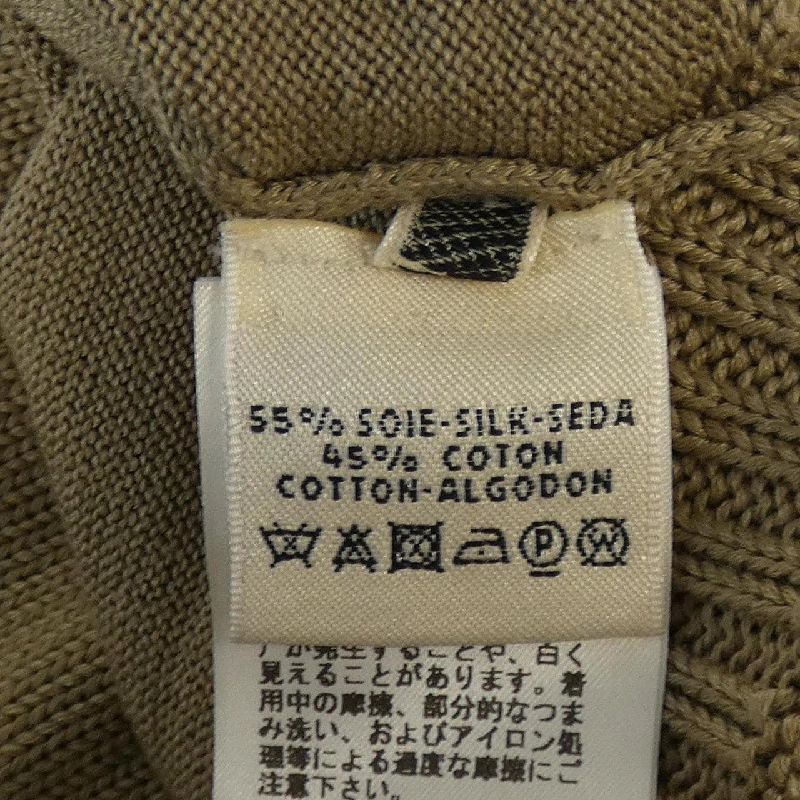 55% SOIE-SILK-SEDA
45% COTON
COTTON-ALGODON
P W
が発生することや、白く
見えることがあります。着
用中の摩擦、部分的なつま
み洗い、およびアイロン処
理等による過度な摩擦にご
注意下さい。